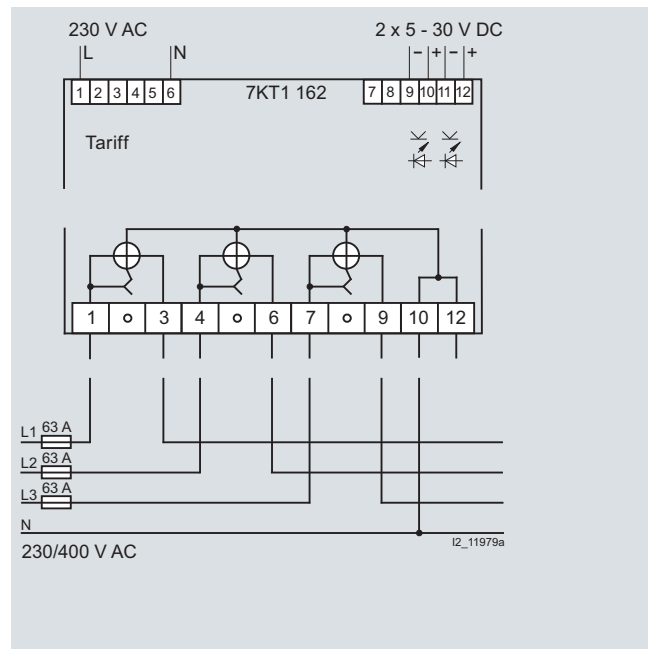 230 V AC 2 x 5 - 30 V DC
L N - + - +
1 2 3 4 5 6 7KT1 162 7 8 9 10 11 12
Tariff
1 3 4 6 7 9 10 12
L1 63 A
L2 63 A
L3 63 A
N
I2_11979a
230/400 V AC